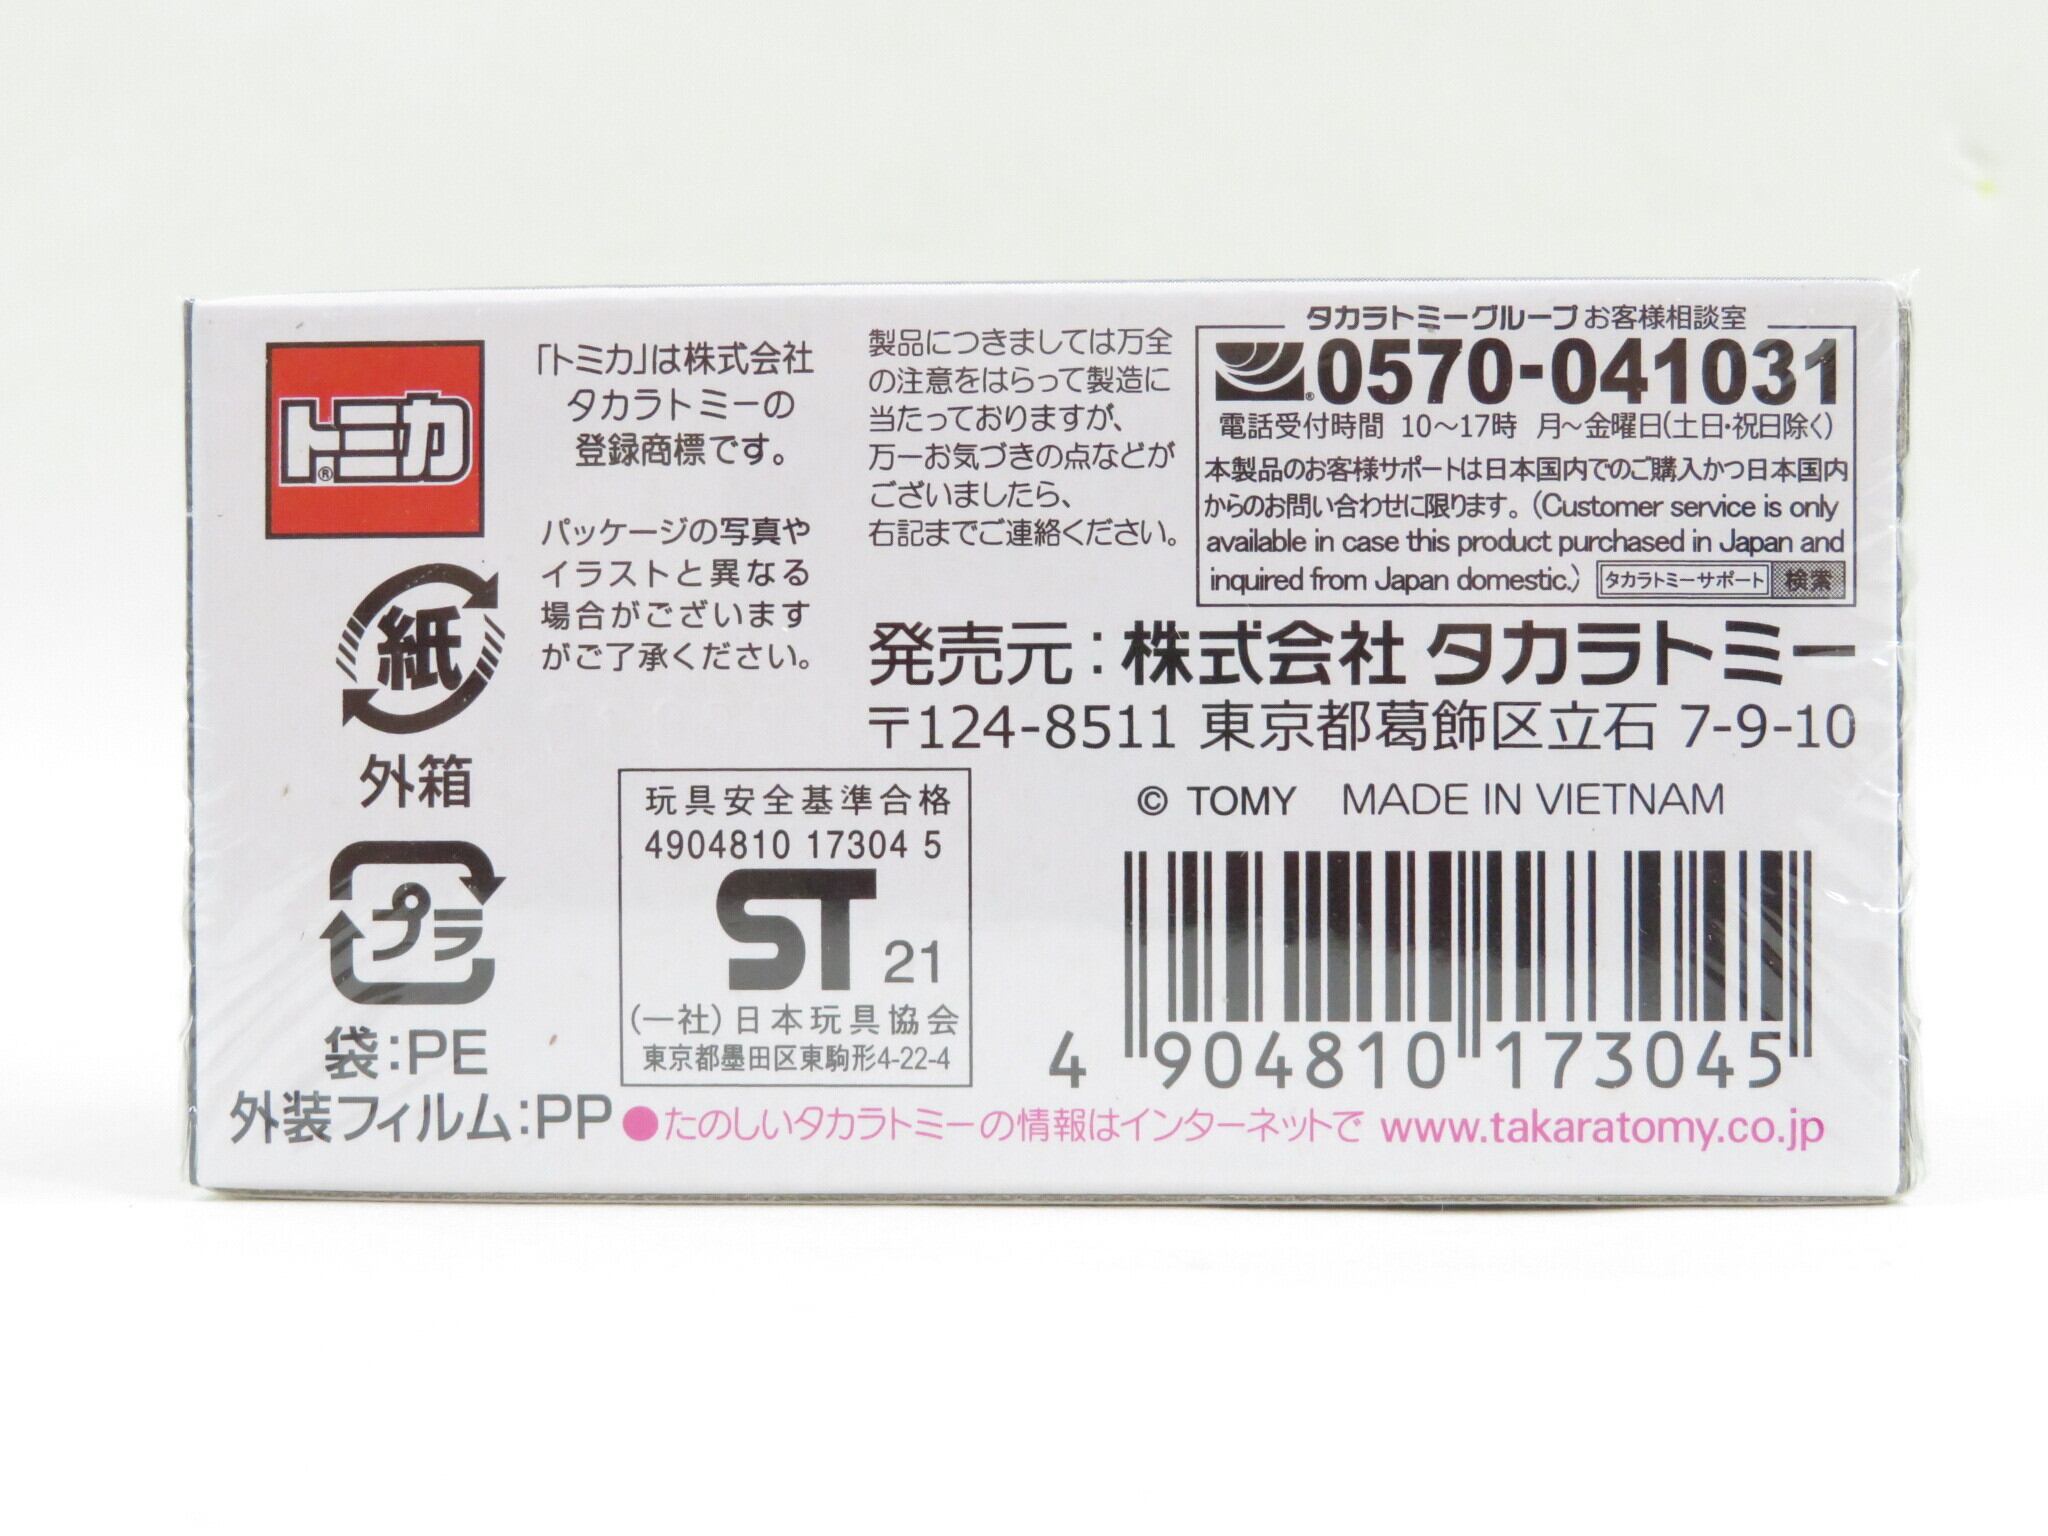 トミカ®
「トミカ」は株式会社
タカラトミーの
登録商標です。
パッケージの写真や
イラストと異なる
場合がございます
がご了承ください。
製品につきましては万全
の注意をはらって製造に
当たっておりますが、
万一お気づきの点などが
ございましたら、
右記までご連絡ください。
タカラトミーグループ お客様相談室
® 0570-041031
電話受付時間 10～17時 月～金曜日(土日・祝日除く)
本製品のお客様サポートは日本国内でのご購入かつ日本国内
からのお問い合わせに限ります。(Customer service is only
available in case this product purchased in Japan and
inquired from Japan domestic.) タカラトミーサポート 検索
発売元：株式会社 タカラトミー
〒124-8511 東京都葛飾区立石 7-9-10
© TOMY MADE IN VIETNAM
紙
外箱
プラ
袋：PE
外装フィルム：PP
玩具安全基準合格
4904810 17304 5
ST 21
(一社)日本玩具協会
東京都墨田区東駒形4-22-4
4 904810 173045
●たのしいタカラトミーの情報はインターネットで www.takaratomy.co.jp